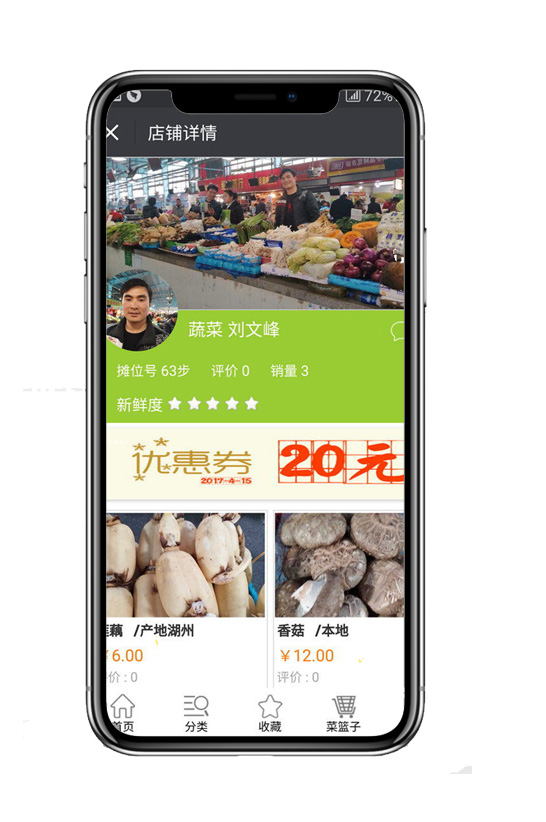 72%
店铺详情
蔬菜 刘文峰
摊位号 63步 评价 0 销量 3
新鲜度
优惠券 20元
2017-4-15
莲藕 /产地湖州
香菇 /本地
¥6.00
¥12.00
价 : 0
评价 : 0
首页 分类 收藏 菜篮子